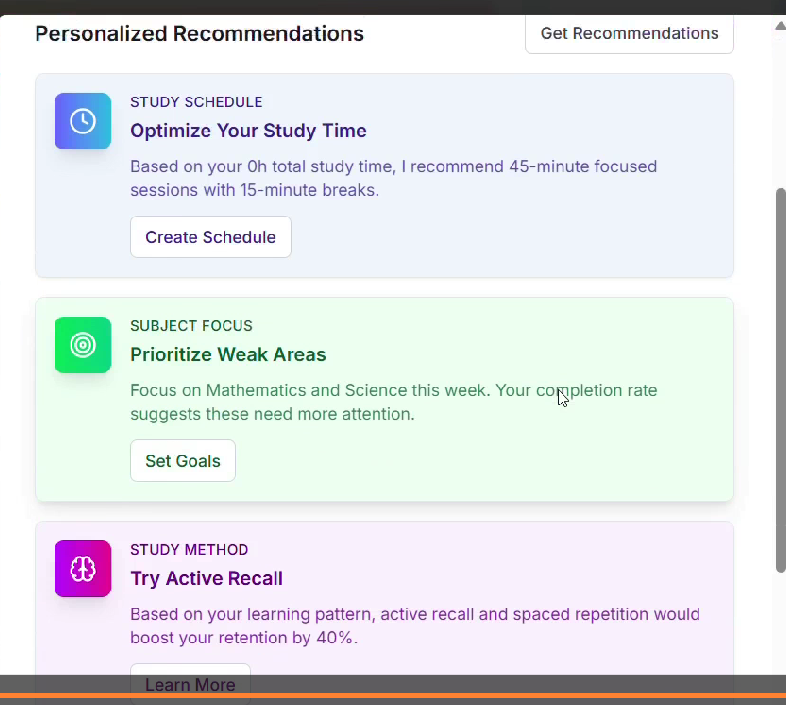 Personalized Recommendations
Get Recommendations
STUDY SCHEDULE
Optimize Your Study Time
Based on your 0h total study time, I recommend 45-minute focused
sessions with 15-minute breaks.
Create Schedule
SUBJECT FOCUS
Prioritize Weak Areas
Focus on Mathematics and Science this week. Your completion rate
suggests these need more attention.
Set Goals
STUDY METHOD
Try Active Recall
Based on your learning pattern, active recall and spaced repetition would
boost your retention by 40%.
Learn More